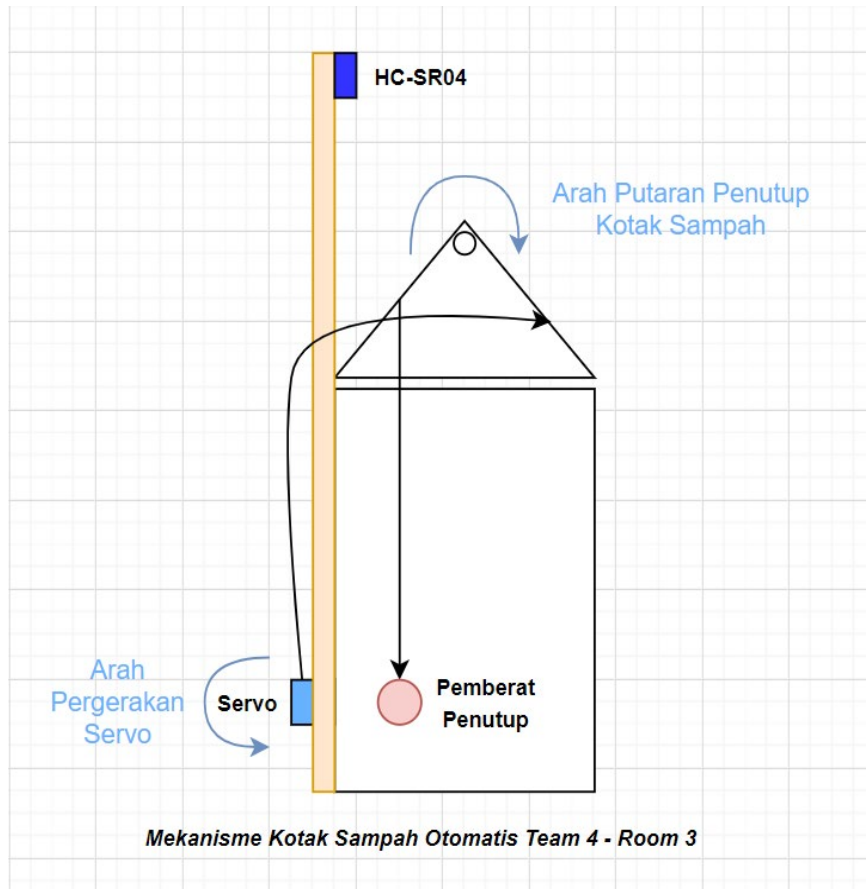 HC-SR04
Arah Putaran Penutup
Kotak Sampah
Arah
Pergerakan
Servo
Servo
Pemberat
Penutup
Mekanisme Kotak Sampah Otomatis Team 4 - Room 3